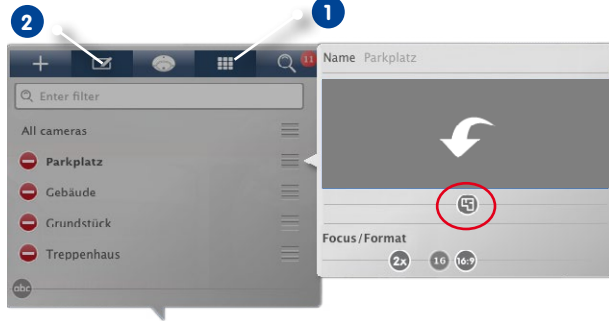 2
1
11
Enter filter
All cameras
Parkplatz
Gebäude
Grundstück
Treppenhaus
abc
Name Parkplatz
Focus/Format
2x 16 16:9